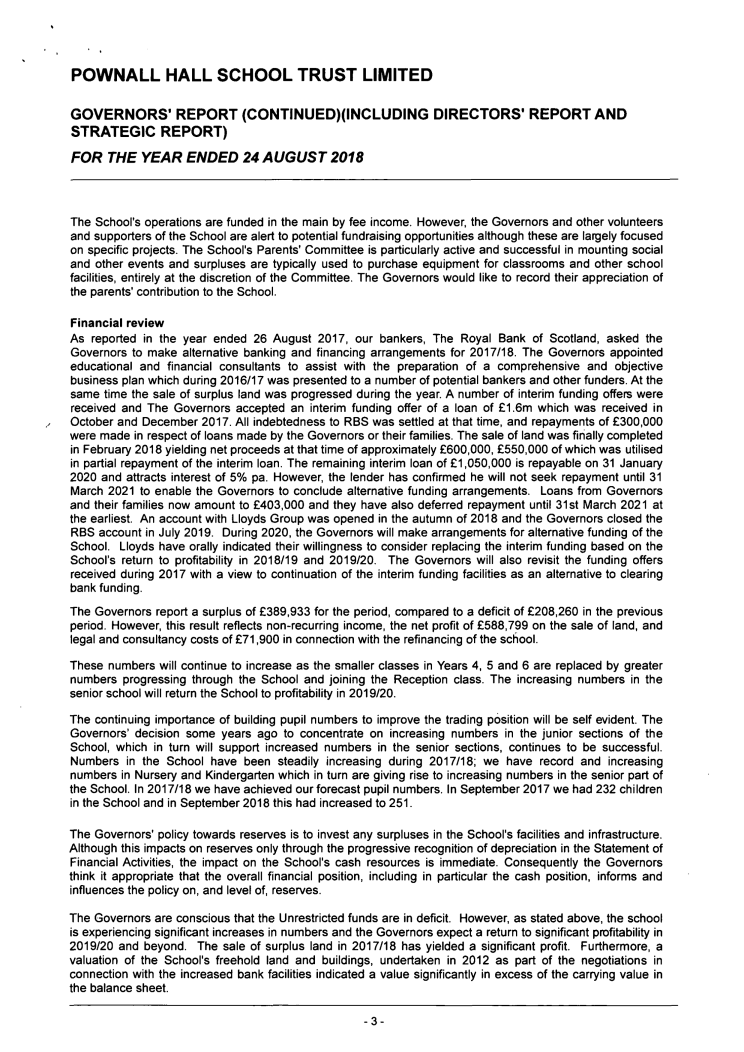 POWNALL HALL SCHOOL TRUST LIMITED
GOVERNORS' REPORT (CONTINUED)(INCLUDING DIRECTORS' REPORT AND
STRATEGIC REPORT)
FOR THE YEAR ENDED 24 AUGUST 2018
The School's operations are funded in the main by fee income. However, the Governors and other volunteers
and supporters of the School are alert to potential fundraising opportunities although these are largely focused
on specific projects. The School's Parents' Committee is particularly active and successful in mounting social
and other events and surpluses are typically used to purchase equipment for classrooms and other school
facilities, entirely at the discretion of the Committee. The Governors would like to record their appreciation of
the parents' contribution to the School.
Financial review
As reported in the year ended 26 August 2017, our bankers, The Royal Bank of Scotland, asked the
Governors to make alternative banking and financing arrangements for 2017/18. The Governors appointed
educational and financial consultants to assist with the preparation of a comprehensive and objective
business plan which during 2016/17 was presented to a number of potential bankers and other funders. At the
same time the sale of surplus land was progressed during the year. A number of interim funding offers were
received and The Governors accepted an interim funding offer of a loan of £1.6m which was received in
October and December 2017. All indebtedness to RBS was settled at that time, and repayments of £300,000
were made in respect of loans made by the Governors or their families. The sale of land was finally completed
in February 2018 yielding net proceeds at that time of approximately £600,000, £550,000 of which was utilised
in partial repayment of the interim loan. The remaining interim loan of £1,050,000 is repayable on 31 January
2020 and attracts interest of 5% pa. However, the lender has confirmed he will not seek repayment until 31
March 2021 to enable the Governors to conclude alternative funding arrangements. Loans from Governors
and their families now amount to £403,000 and they have also deferred repayment until 31st March 2021 at
the earliest. An account with Lloyds Group was opened in the autumn of 2018 and the Governors closed the
RBS account in July 2019. During 2020, the Governors will make arrangements for alternative funding of the
School. Lloyds have orally indicated their willingness to consider replacing the interim funding based on the
School's return to profitability in 2018/19 and 2019/20. The Governors will also revisit the funding offers
received during 2017 with a view to continuation of the interim funding facilities as an alternative to clearing
bank funding.
The Governors report a surplus of £389,933 for the period, compared to a deficit of £208,260 in the previous
period. However, this result reflects non-recurring income, the net profit of £588,799 on the sale of land, and
legal and consultancy costs of £71,900 in connection with the refinancing of the school.
These numbers will continue to increase as the smaller classes in Years 4, 5 and 6 are replaced by greater
numbers progressing through the School and joining the Reception class. The increasing numbers in the
senior school will return the School to profitability in 2019/20.
The continuing importance of building pupil numbers to improve the trading position will be self evident. The
Governors' decision some years ago to concentrate on increasing numbers in the junior sections of the
School, which in turn will support increased numbers in the senior sections, continues to be successful.
Numbers in the School have been steadily increasing during 2017/18; we have record and increasing
numbers in Nursery and Kindergarten which in turn are giving rise to increasing numbers in the senior part of
the School. In 2017/18 we have achieved our forecast pupil numbers. In September 2017 we had 232 children
in the School and in September 2018 this had increased to 251.
The Governors' policy towards reserves is to invest any surpluses in the School's facilities and infrastructure.
Although this impacts on reserves only through the progressive recognition of depreciation in the Statement of
Financial Activities, the impact on the School's cash resources is immediate. Consequently the Governors
think it appropriate that the overall financial position, including in particular the cash position, informs and
influences the policy on, and level of, reserves.
The Governors are conscious that the Unrestricted funds are in deficit. However, as stated above, the school
is experiencing significant increases in numbers and the Governors expect a return to significant profitability in
2019/20 and beyond. The sale of surplus land in 2017/18 has yielded a significant profit. Furthermore, a
valuation of the School's freehold land and buildings, undertaken in 2012 as part of the negotiations in
connection with the increased bank facilities indicated a value significantly in excess of the carrying value in
the balance sheet.
- 3 -